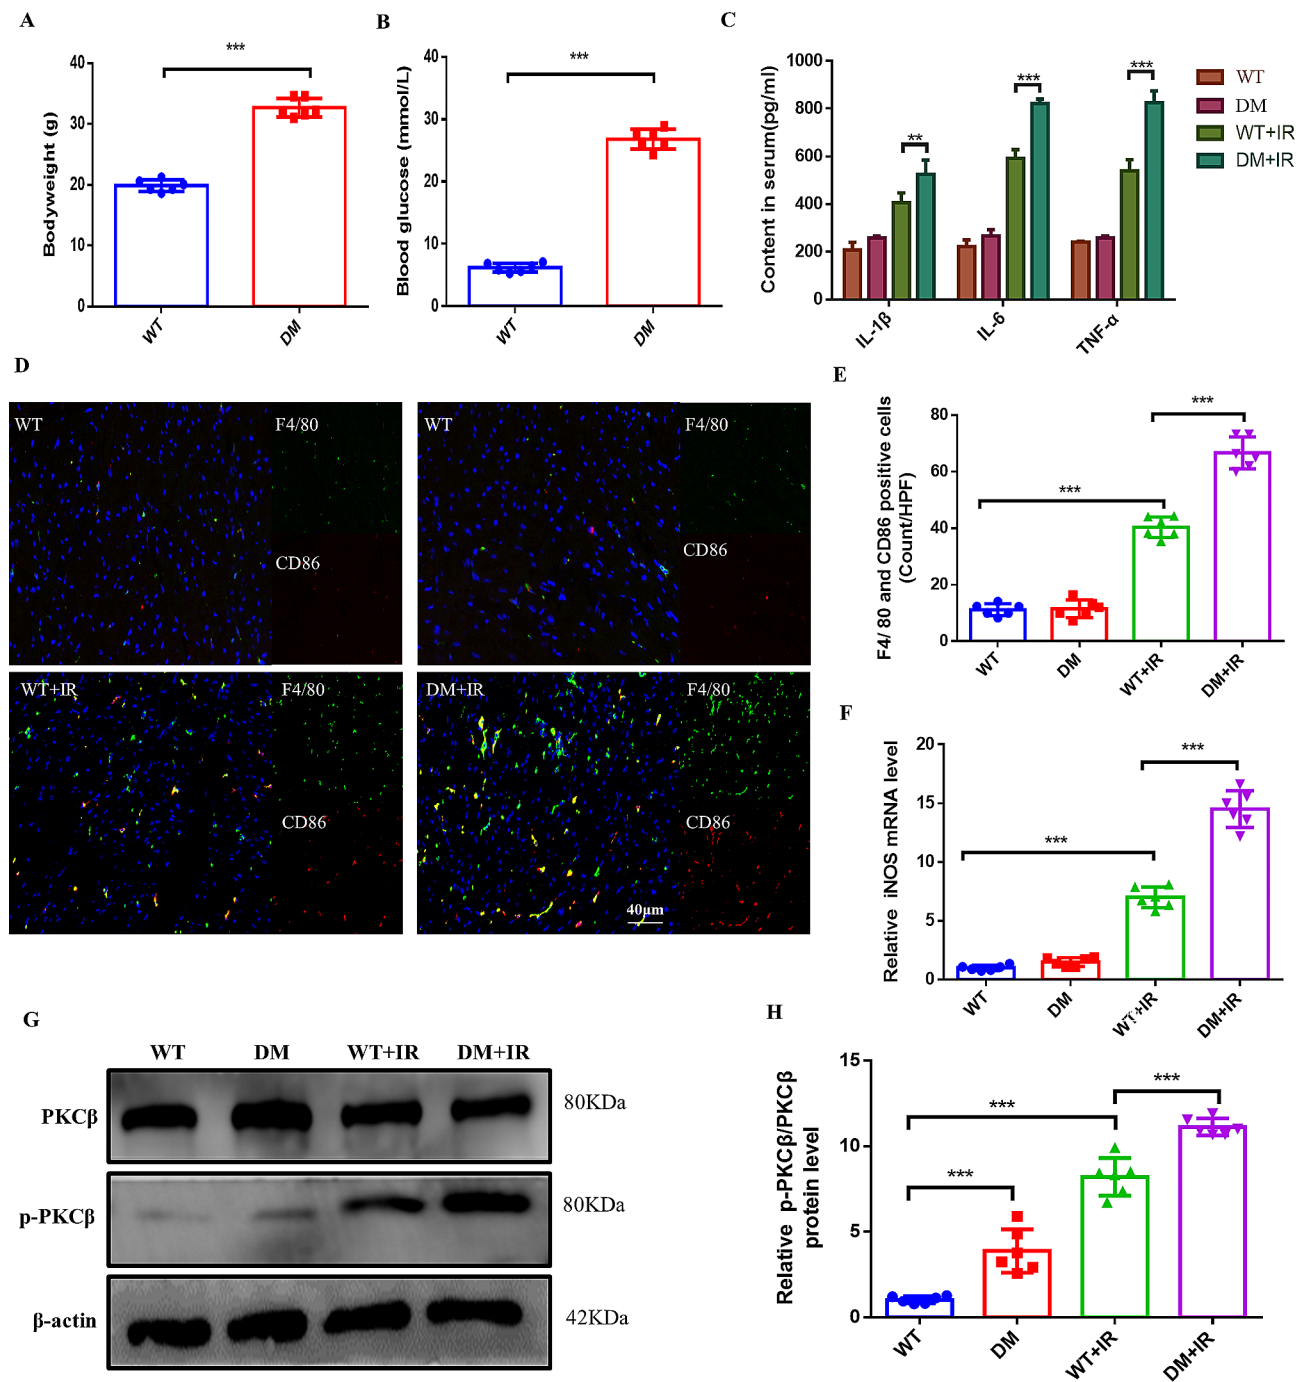 A
***
Bodyweight (g)
40
30
20
10
0
WT
DM
B
***
Blood glucose (mmol/L)
40
30
20
10
0
WT
DM
C
Content in serum(pg/ml)
1000
800
600
400
200
0
**
***
***
IL-1β
IL-6
TNF-α
WT
DM
WT+IR
DM+IR
D
WT
F4/80
CD86
WT
F4/80
CD86
WT+IR
F4/80
CD86
DM+IR
F4/80
CD86
40μm
E
F4/ 80 and CD86 positive cells
(Count/HPF)
80
60
40
20
0
***
***
WT
DM
WT+IR
DM+IR
F
Relative iNOS mRNA level
20
15
10
5
0
***
***
WT
DM
WT+IR
DM+IR
G
WT DM WT+IR DM+IR
PKCβ 80KDa
p-PKCβ 80KDa
β-actin 42KDa
H
Relative p-PKCβ/PKCβ
protein level
15
10
5
0
***
***
***
WT
DM
WT+IR
DM+IR